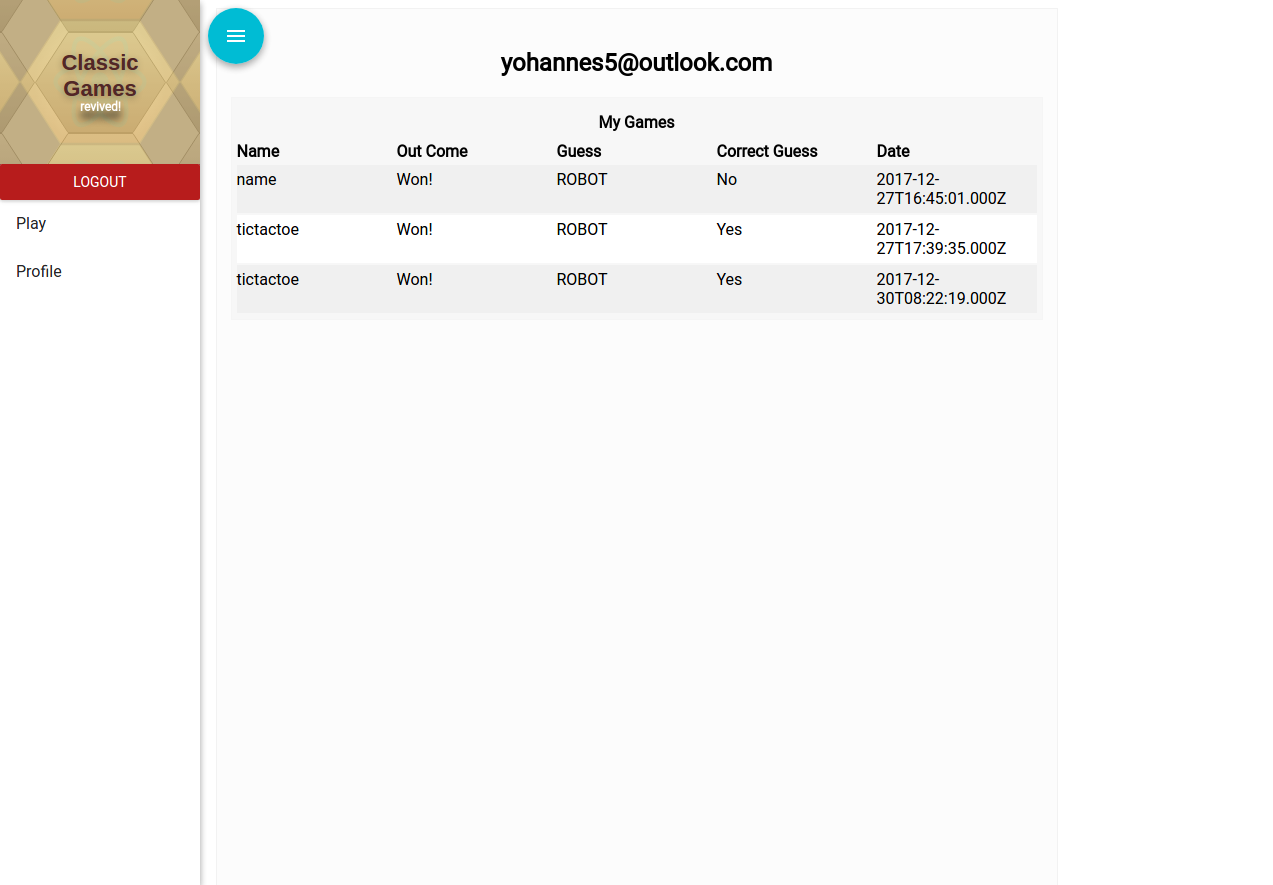 Classic
Games
revived!
LOGOUT
Play
Profile
yohannes5@outlook.com
My Games
Name Out Come Guess Correct Guess Date
name Won! ROBOT No 2017-12-
27T16:45:01.000Z
tictactoe Won! ROBOT Yes 2017-12-
27T17:39:35.000Z
tictactoe Won! ROBOT Yes 2017-12-
30T08:22:19.000Z